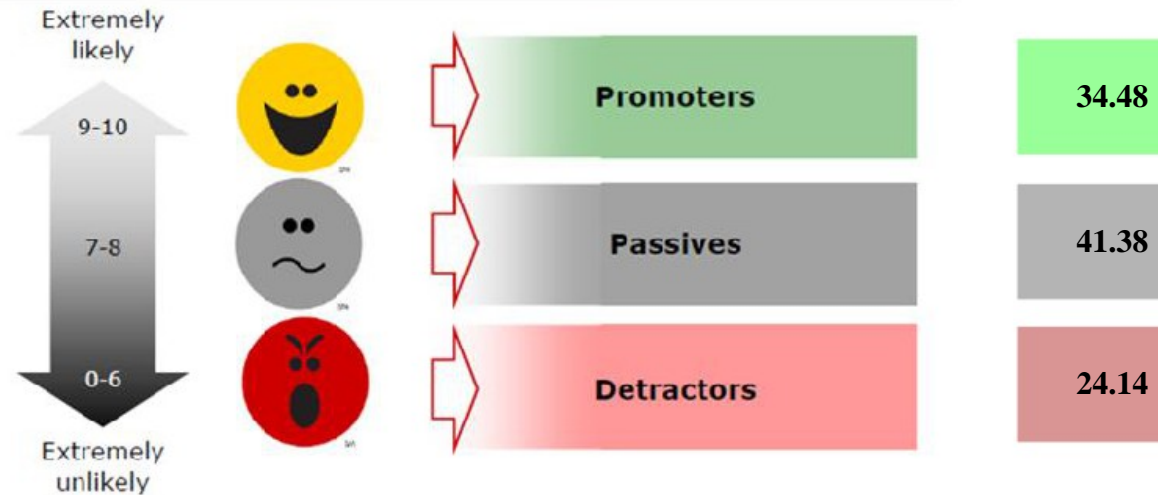 Extremely
likely
9-10
Promoters
34.48
7-8
Passives
41.38
0-6
Detractors
24.14
Extremely
unlikely